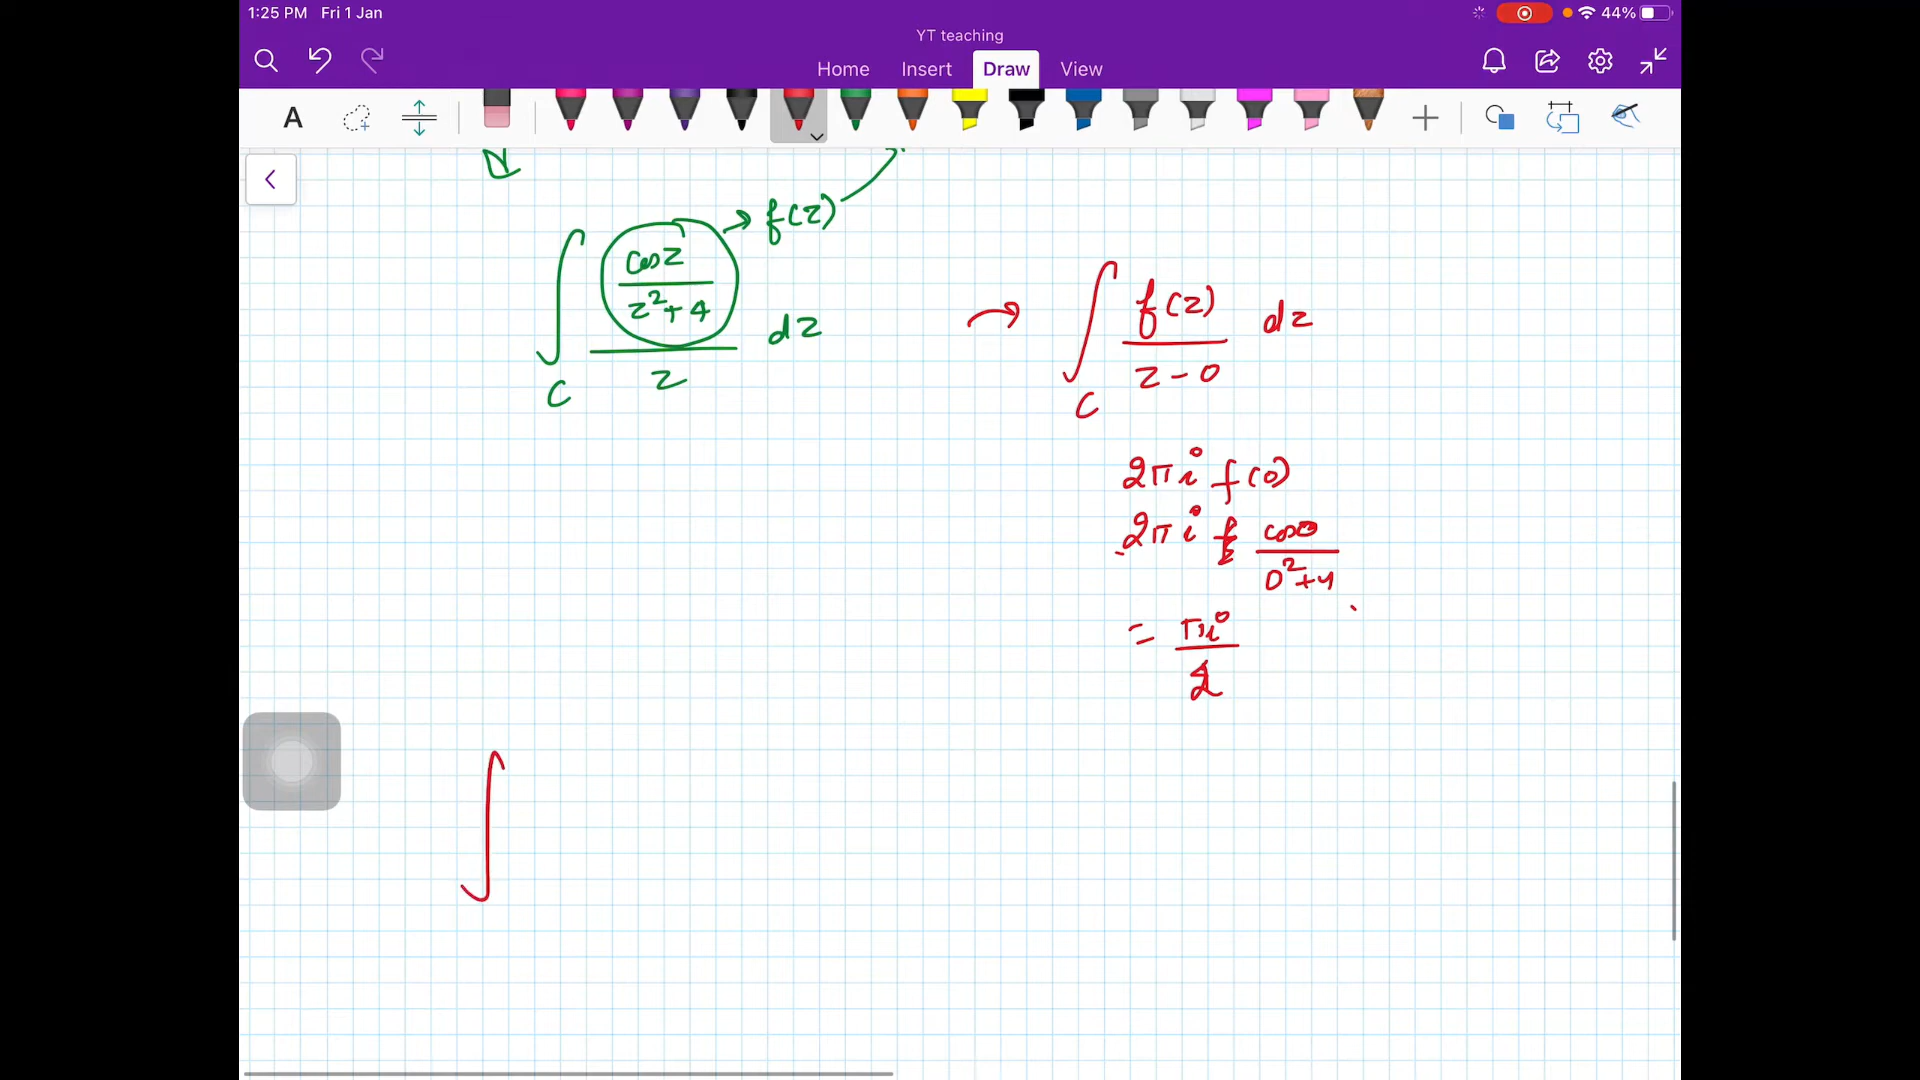 1:25 PM Fri 1 Jan
44%
YT teaching
Home Insert Draw View
A
→ f(z)
∫ cosz / z²+4 / z dz
C
→ ∫ f(z) / z - 0 dz
C
2πi f(0)
2πi cos0 / 0²+4
= πi / 2
∫